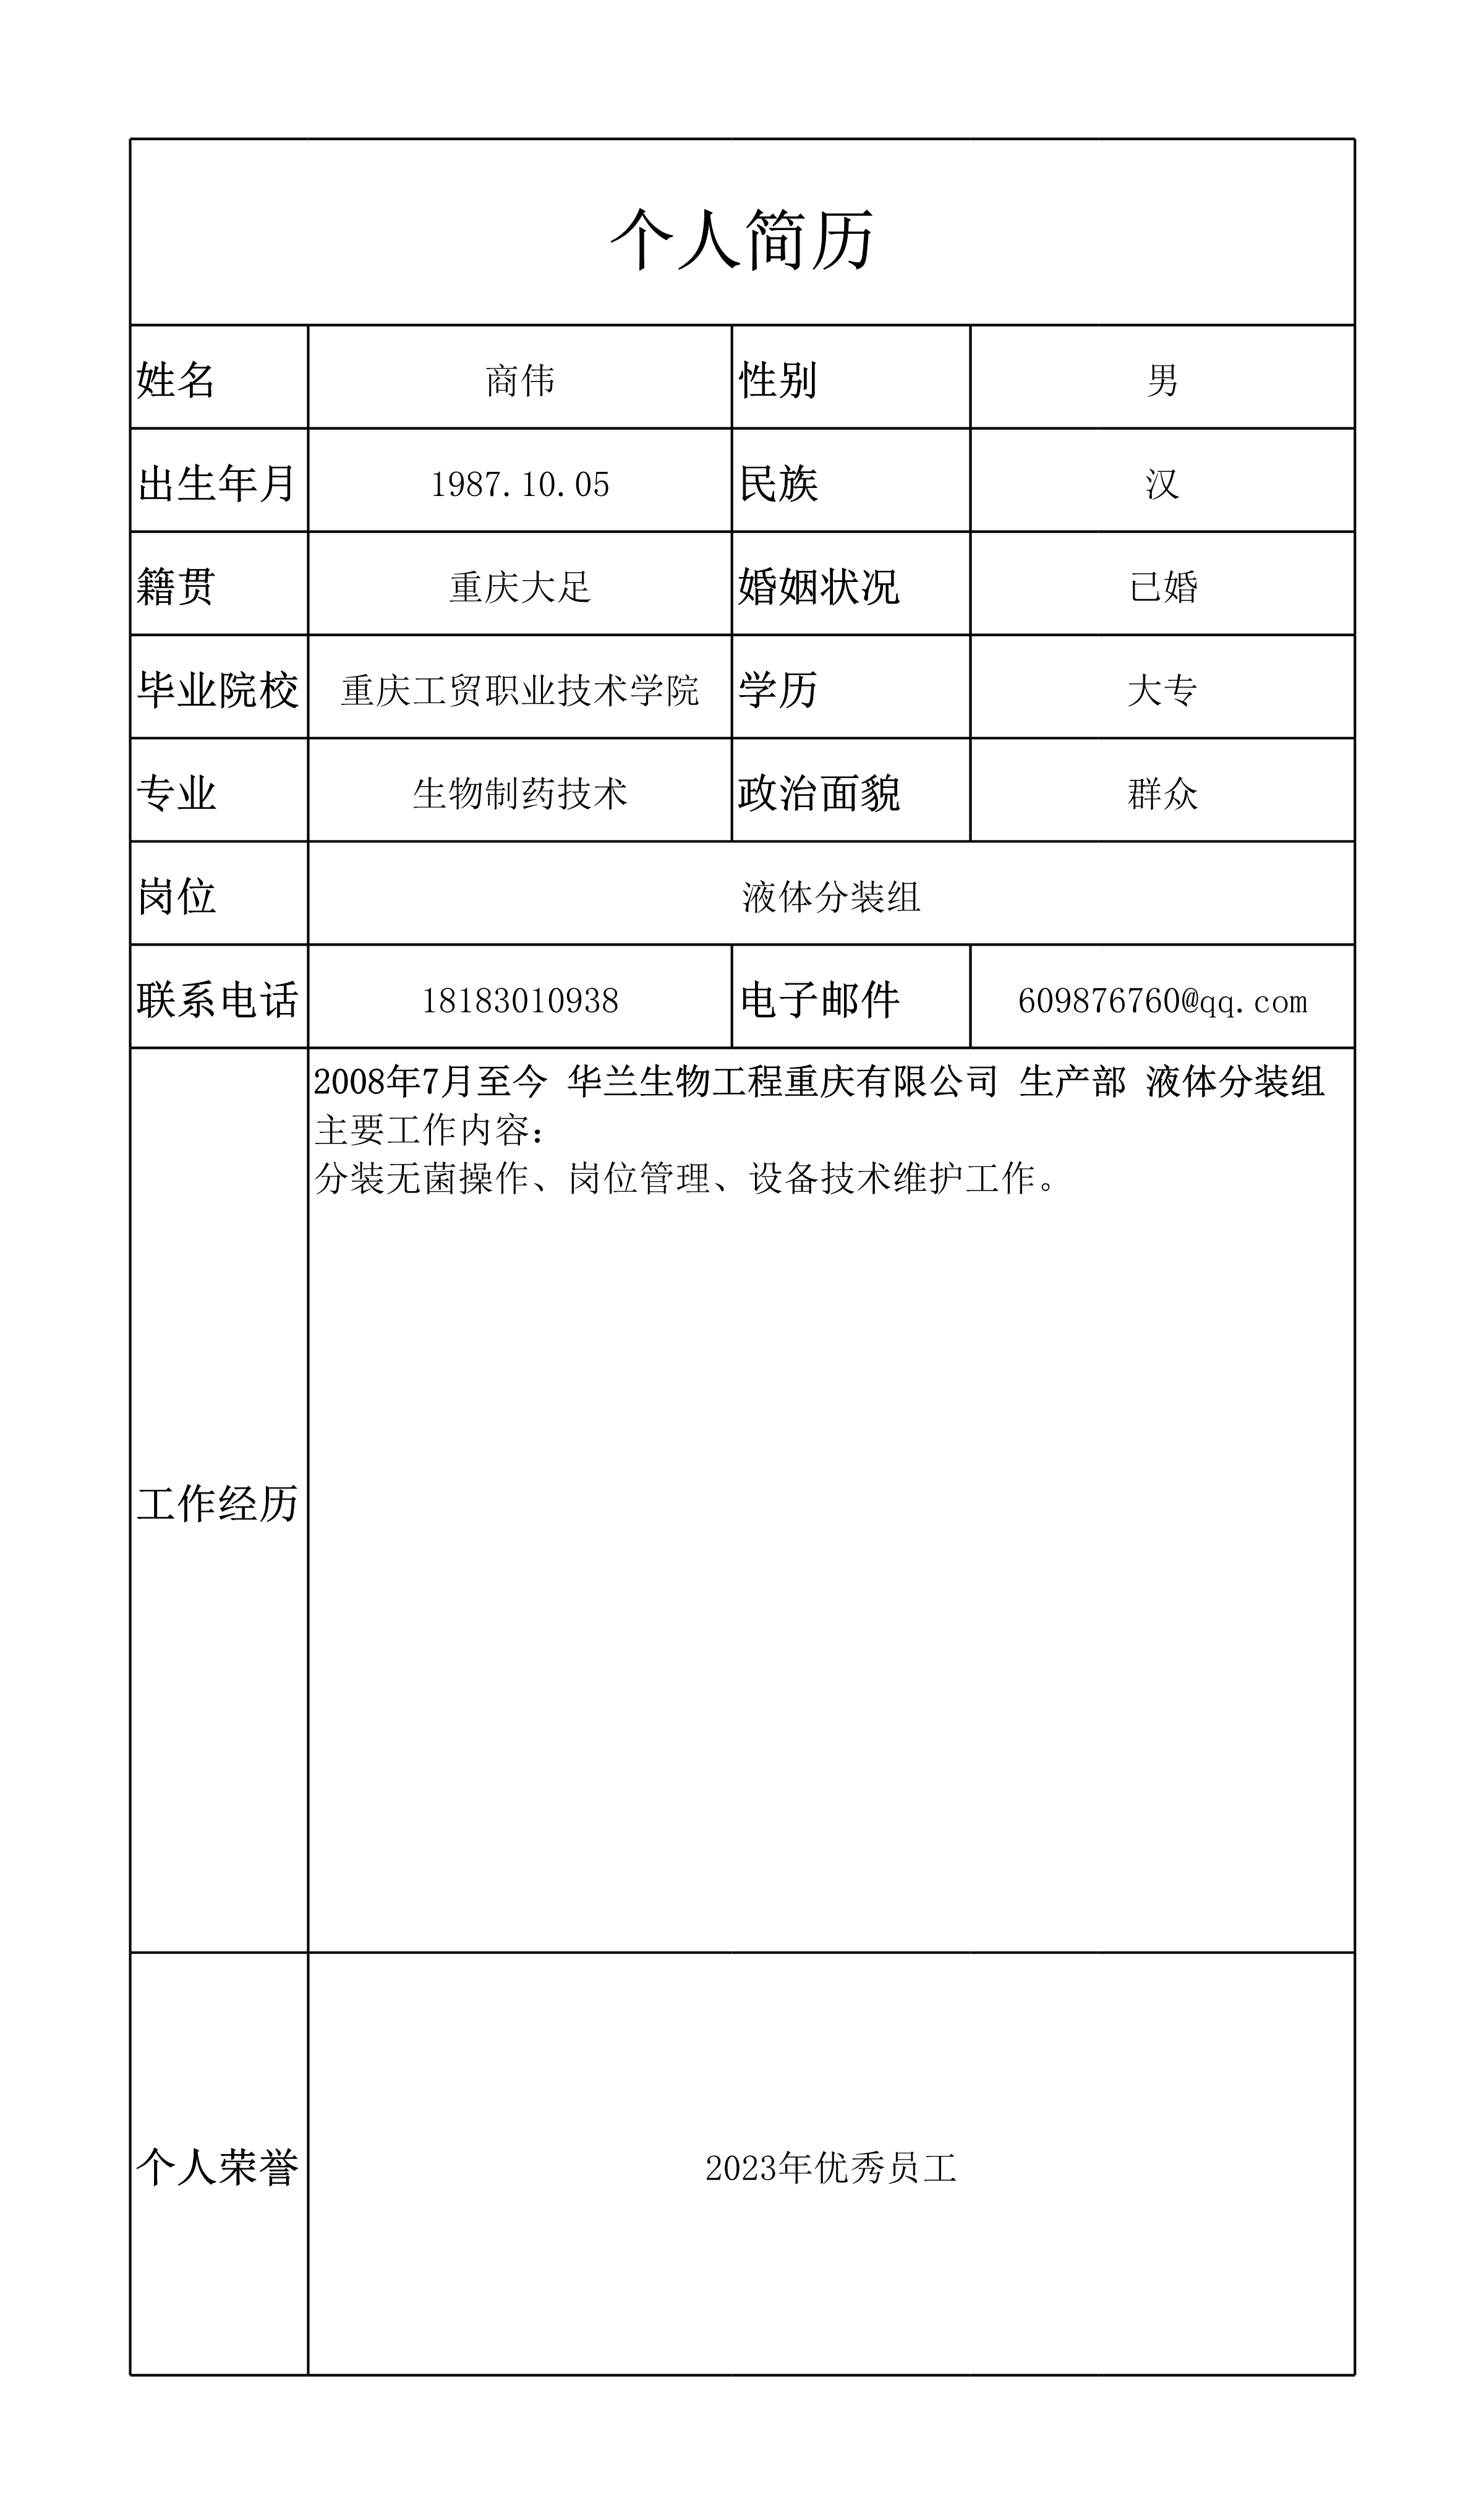 个人简历
姓名 商伟 性别 男
出生年月 1987.10.05 民族 汉
籍贯 重庆大足 婚姻状况 已婚
毕业院校 重庆工贸职业技术学院 学历 大专
专业 生物制药技术 政治面貌 群众
岗位 液体分装组
联系电话 18183010938 电子邮件 609876760@qq.com
2008年7月至今 华兰生物工程重庆有限公司 生产部 液体分装组
主要工作内容：
分装无菌操作、岗位管理、设备技术维护工作。
工作经历
个人荣誉 2023年优秀员工